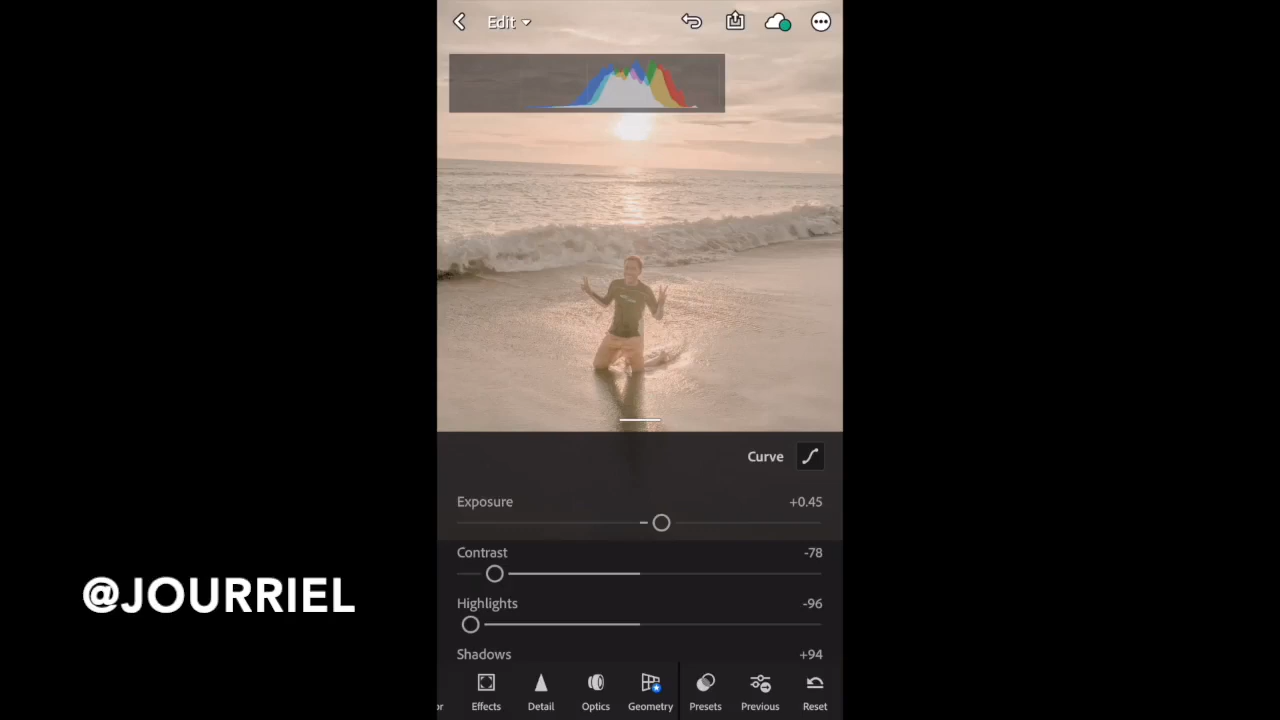 Edit
Curve
Exposure +0.45
Contrast -78
Highlights -96
Shadows +94
@JOURRIEL
or Effects Detail Optics Geometry Presets Previous Reset